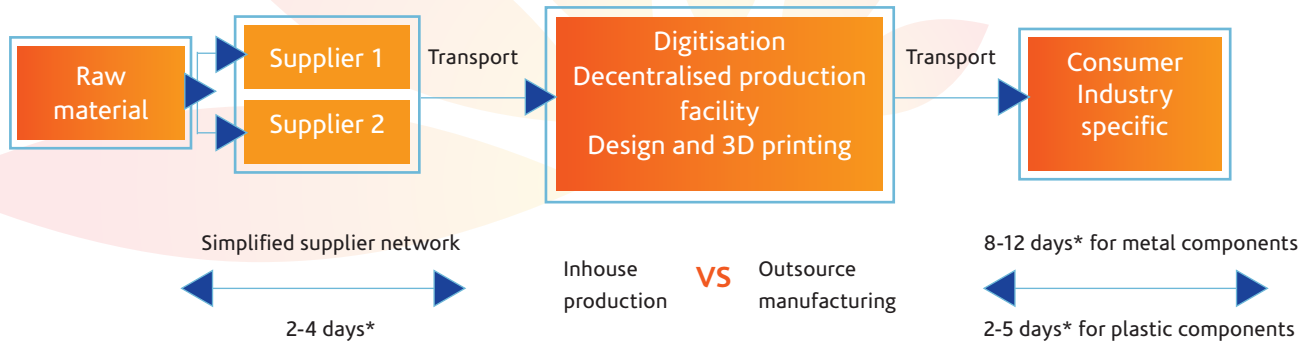 Raw
material
Supplier 1
Supplier 2
Transport
Digitisation
Decentralised production
facility
Design and 3D printing
Transport
Consumer
Industry
specific
Simplified supplier network
2-4 days*
Inhouse
production
VS
Outsource
manufacturing
8-12 days* for metal components
2-5 days* for plastic components